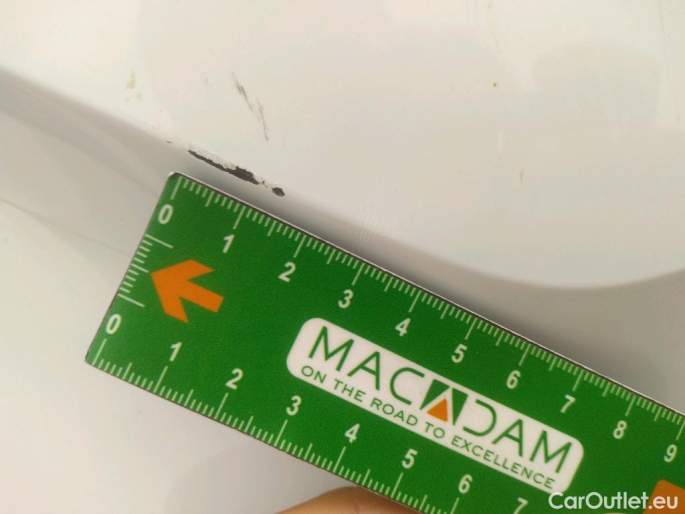 0 1 2 3 4 5 6 7 8 9
MACADAM
ON THE ROAD TO EXCELLENCE
0 1 2 3 4 5 6 7
CarOutlet.eu